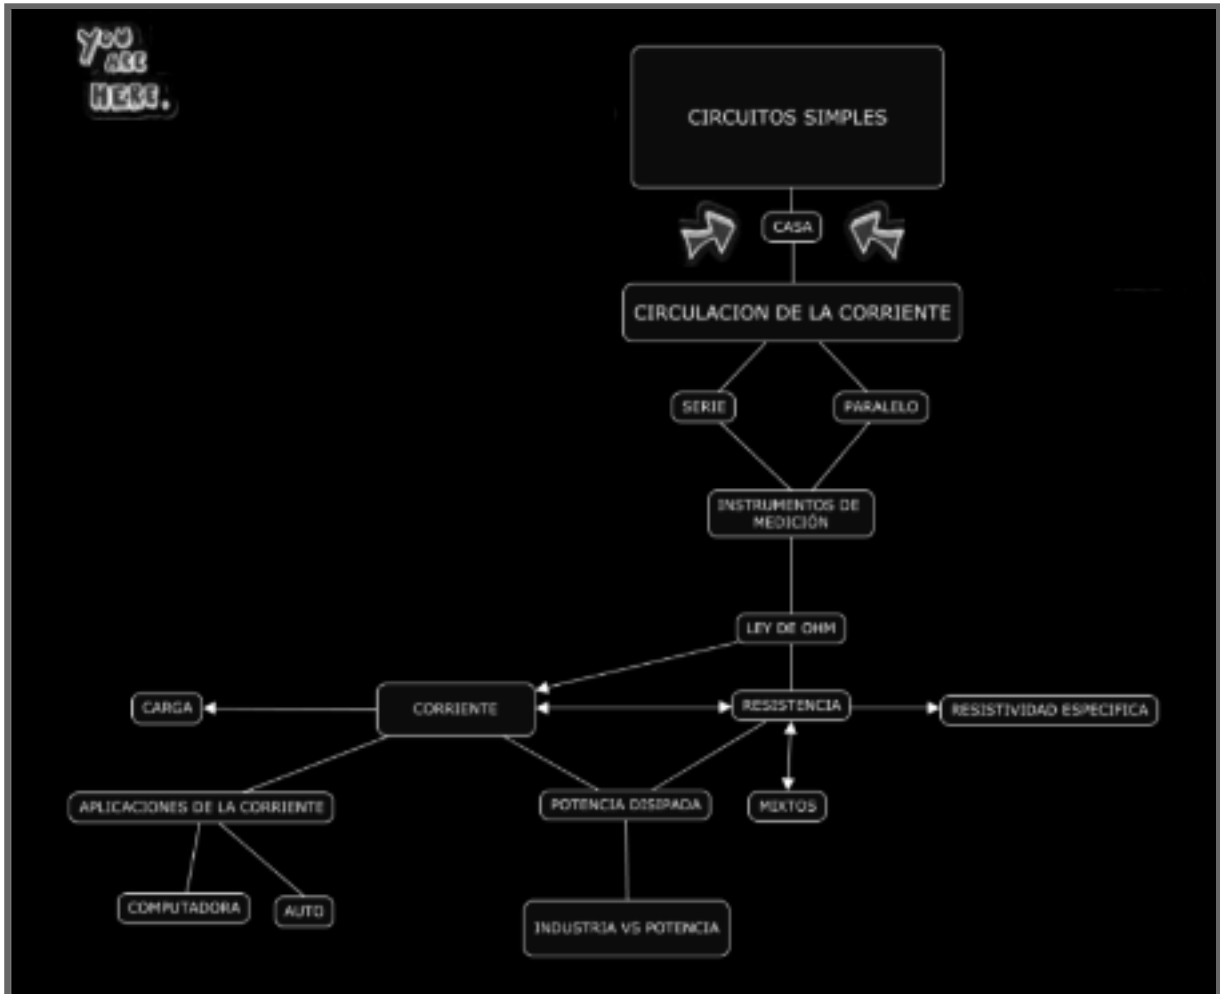 YOU
ARE
HERE.
CIRCUITOS SIMPLES
CASA
CIRCULACION DE LA CORRIENTE
SERIE
PARALELO
INSTRUMENTOS DE
MEDICIÓN
LEY DE OHM
CARGA
CORRIENTE
RESISTENCIA
RESISTIVIDAD ESPECIFICA
APLICACIONES DE LA CORRIENTE
POTENCIA DISIPADA
MIXTOS
COMPUTADORA
AUTO
INDUSTRIA VS POTENCIA